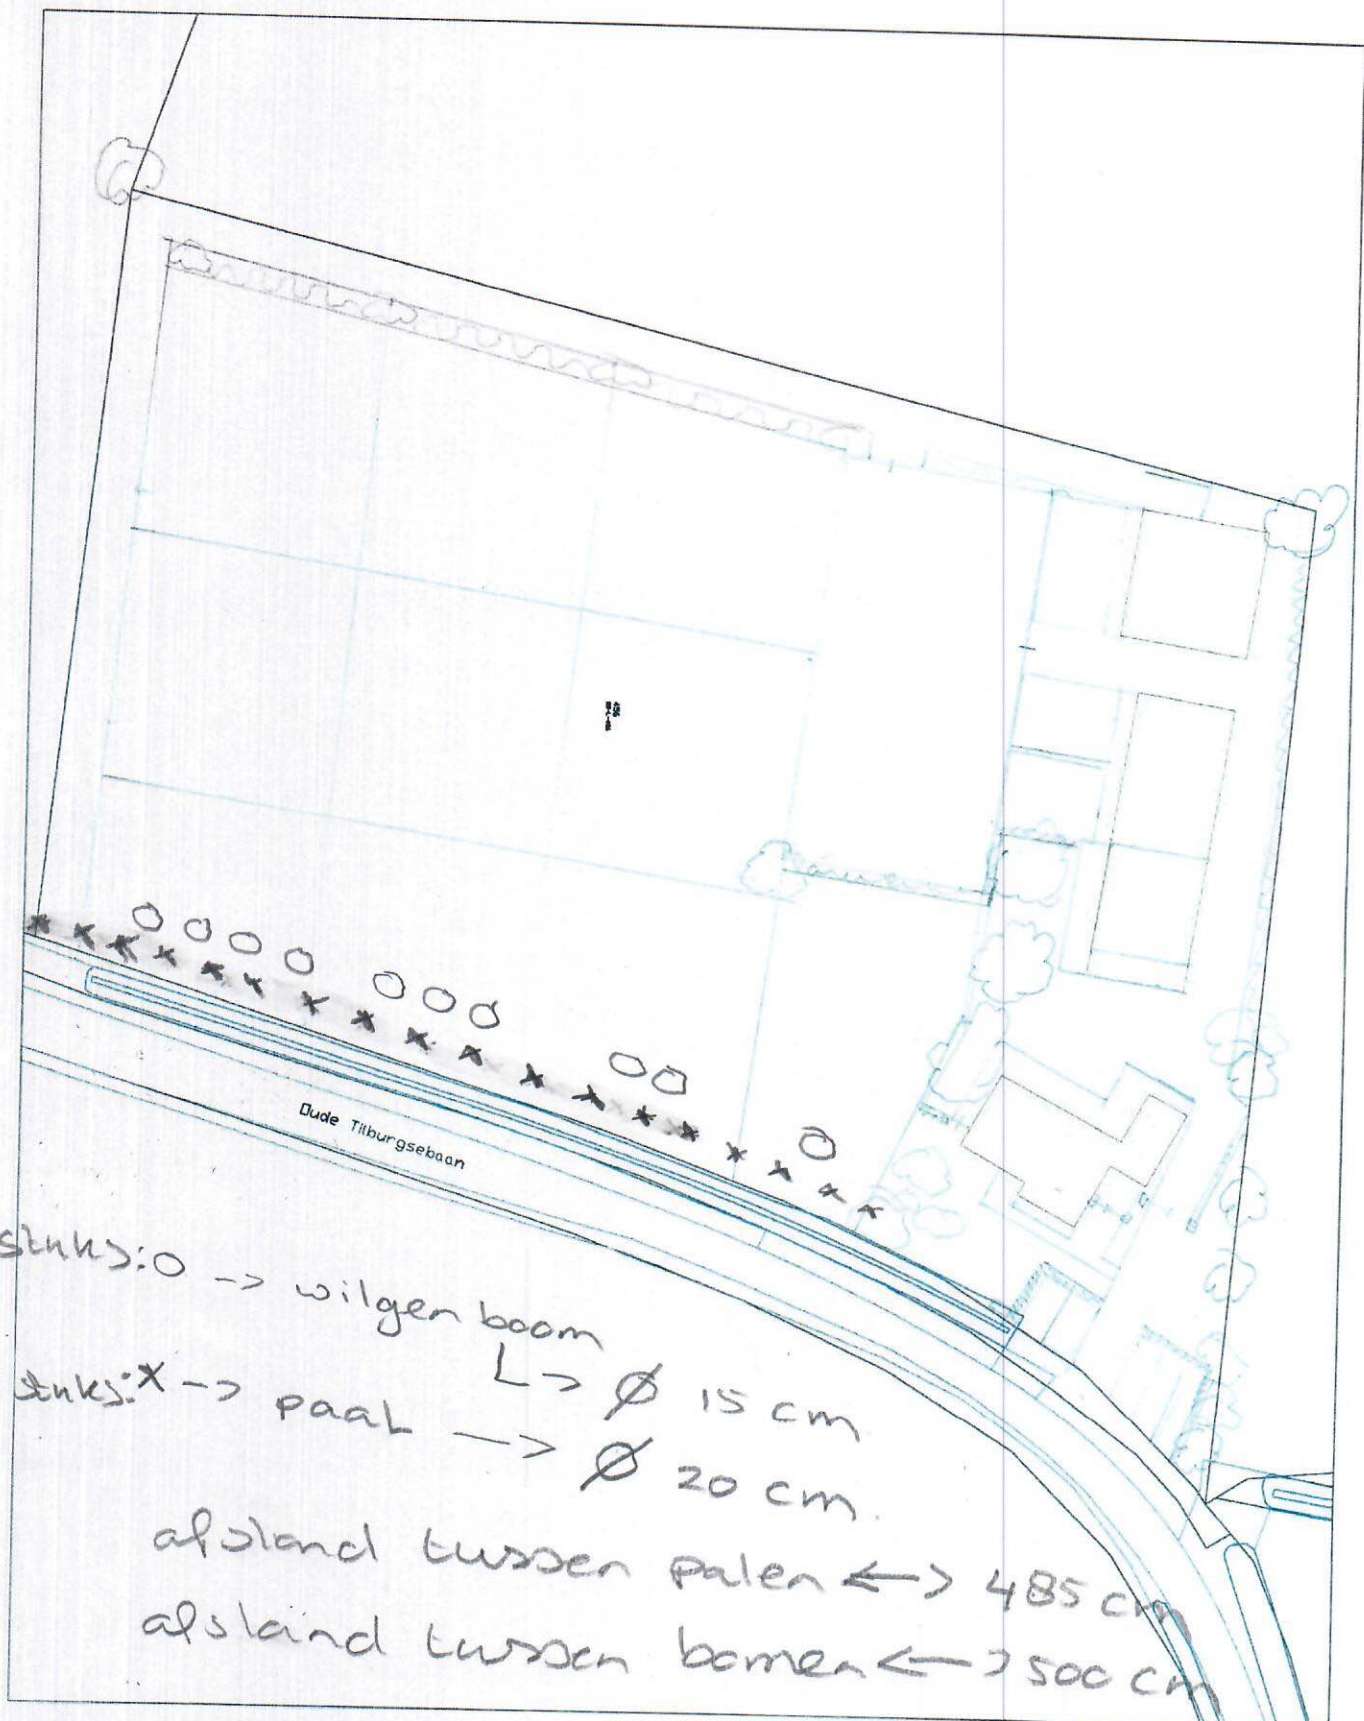 Oude Tilburgsebaan
stuks: O -> wilgen boom
L-> Ø 15 cm
stuks: X -> paal -> Ø 20 cm.
afstand tussen palen <-> 485 cm
afstand tussen bomen <-> 500 cm